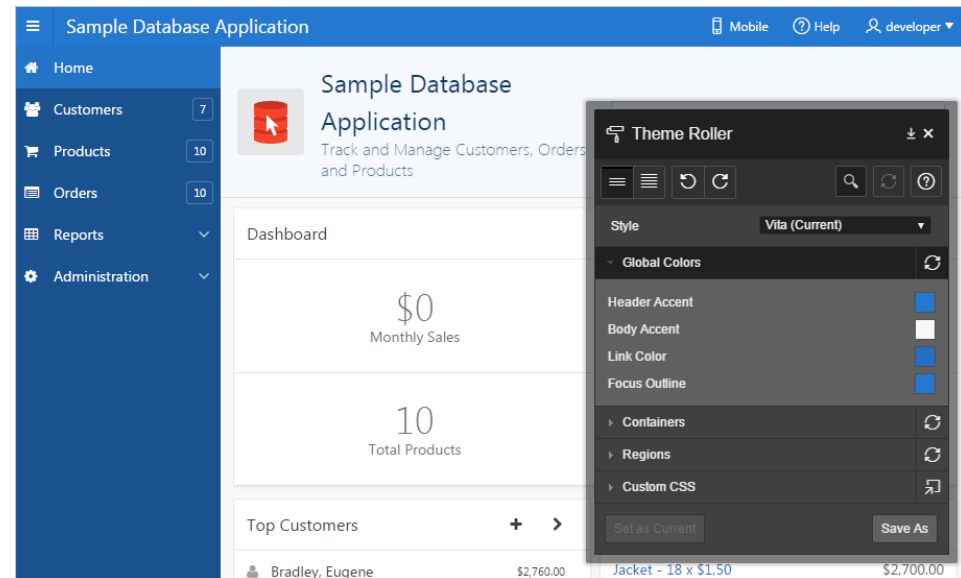 Sample Database Application
Mobile
Help
developer
Home
Customers 7
Products 10
Orders 10
Reports
Administration
Sample Database
Application
Track and Manage Customers, Orders
and Products
Dashboard
$0
Monthly Sales
10
Total Products
Top Customers
Bradley, Eugene $2,760.00
Theme Roller
Style Vita (Current)
Global Colors
Header Accent
Body Accent
Link Color
Focus Outline
Containers
Regions
Custom CSS
Set as Current Save As
Jacket - 18 x $1,50 $2,700.00